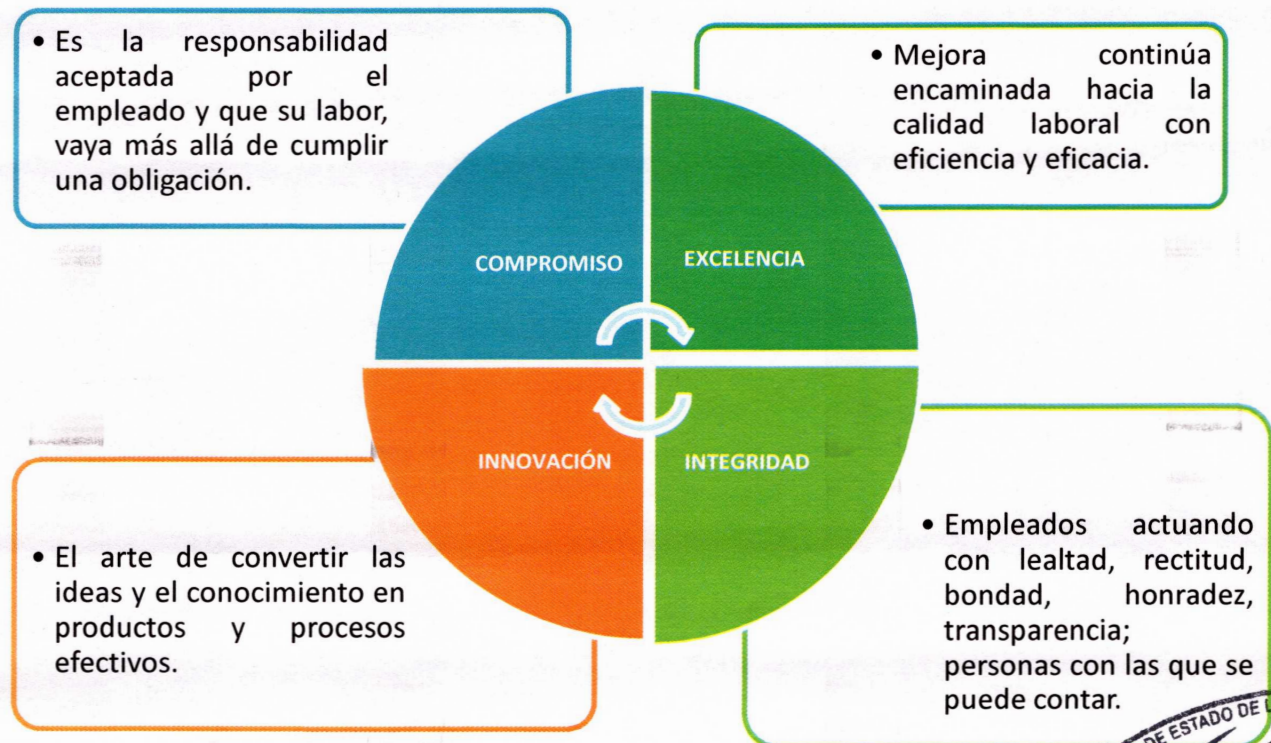 • Es la responsabilidad
aceptada por el
empleado y que su labor,
vaya más allá de cumplir
una obligación.
• Mejora continúa
encaminada hacia la
calidad laboral con
eficiencia y eficacia.
COMPROMISO
EXCELENCIA
INNOVACIÓN
INTEGRIDAD
• El arte de convertir las
ideas y el conocimiento en
productos y procesos
efectivos.
• Empleados actuando
con lealtad, rectitud,
bondad, honradez,
transparencia;
personas con las que se
puede contar.
DE ESTADO DE